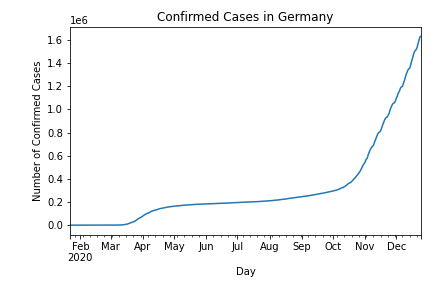 Confirmed Cases in Germany
1e6
1.6
1.4
1.2
1.0
0.8
0.6
0.4
0.2
0.0
Number of Confirmed Cases
Feb Mar Apr May Jun Jul Aug Sep Oct Nov Dec
2020
Day